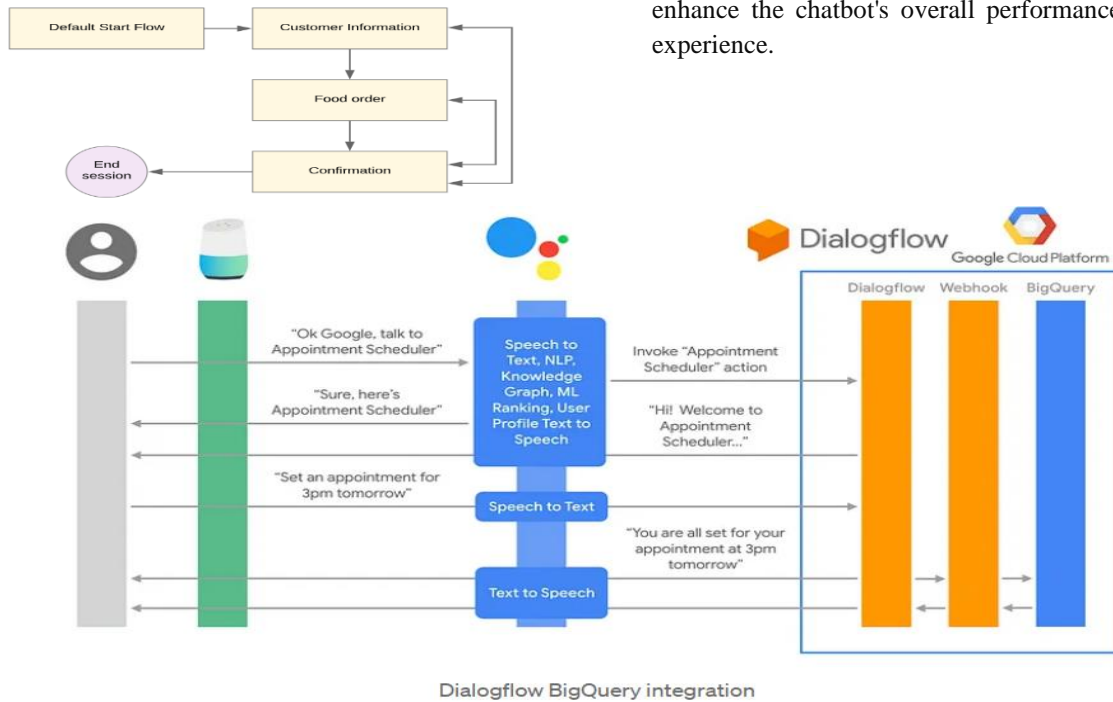 enhance the chatbot's overall performance
experience.
Default Start Flow
Customer Information
Food order
Confirmation
End
session
Dialogflow
Google Cloud Platform
Dialogflow
Webhook
BigQuery
"Ok Google, talk to
Appointment Scheduler"
Speech to
Text, NLP,
Knowledge
Graph, ML
Ranking, User
Profile Text to
Speech
Invoke "Appointment
Scheduler" action
"Sure, here's
Appointment Scheduler"
"Hi! Welcome to
Appointment
Scheduler..."
"Set an appointment for
3pm tomorrow"
Speech to Text
"You are all set for your
appointment at 3pm
tomorrow"
Text to Speech
Dialogflow BigQuery integration